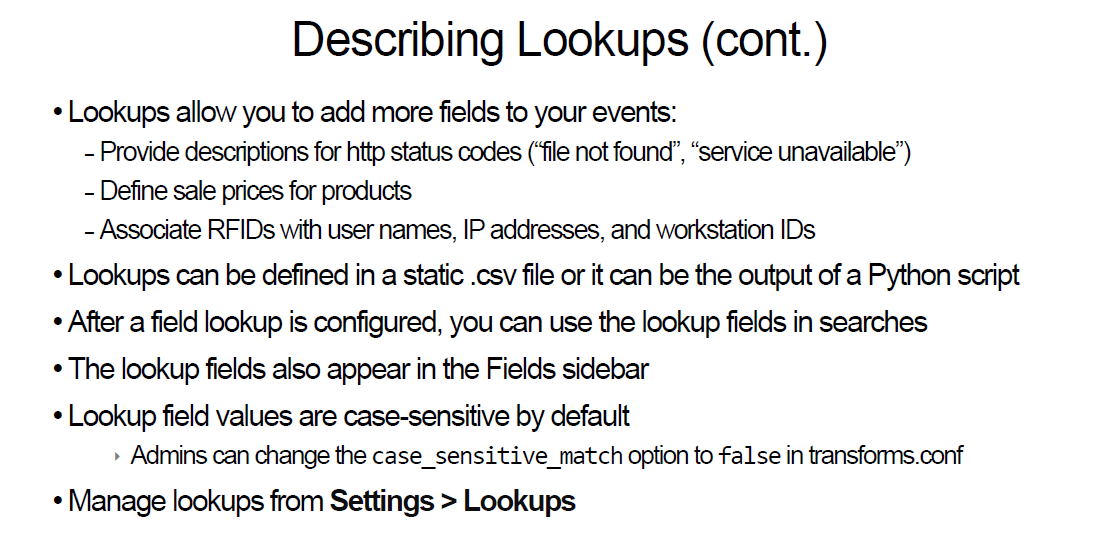 Describing Lookups (cont.)
• Lookups allow you to add more fields to your events:
– Provide descriptions for http status codes (“file not found”, “service unavailable”)
– Define sale prices for products
– Associate RFIDs with user names, IP addresses, and workstation IDs
• Lookups can be defined in a static .csv file or it can be the output of a Python script
• After a field lookup is configured, you can use the lookup fields in searches
• The lookup fields also appear in the Fields sidebar
• Lookup field values are case-sensitive by default
‣ Admins can change the case_sensitive_match option to false in transforms.conf
• Manage lookups from Settings > Lookups